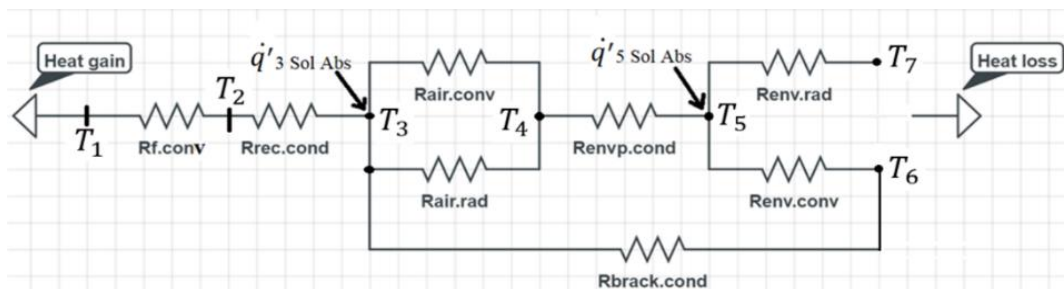 Heat gain
q̇′3 Sol Abs
q̇′5 Sol Abs
T7
Heat loss
Rair.conv
Renv.rad
T2
T1
T3
T4
T5
Rf.conv
Rrec.cond
Renvp.cond
T6
Rair.rad
Renv.conv
Rbrack.cond